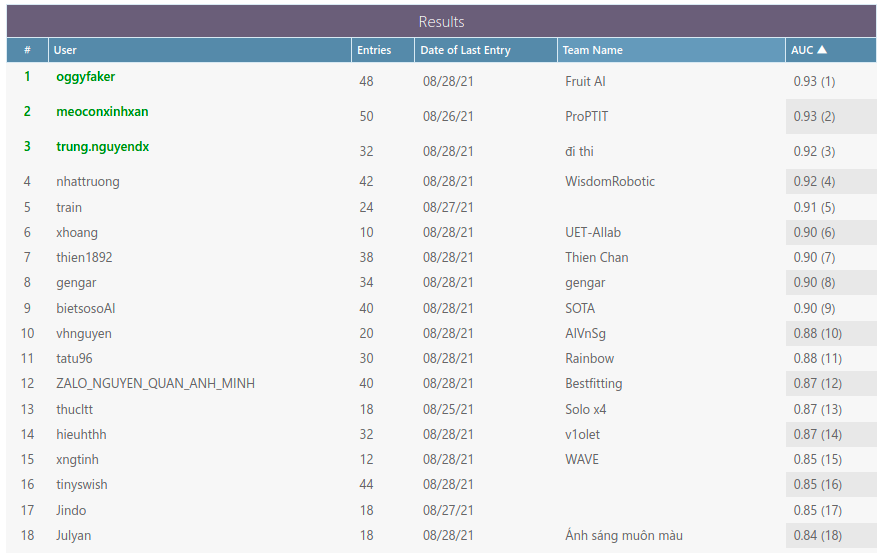 Results
# User Entries Date of Last Entry Team Name AUC ▲
1 oggyfaker 48 08/28/21 Fruit AI 0.93 (1)
2 meoconxinhxan 50 08/26/21 ProPTIT 0.93 (2)
3 trung.nguyendx 32 08/28/21 đi thi 0.92 (3)
4 nhattruong 42 08/28/21 WisdomRobotic 0.92 (4)
5 train 24 08/27/21 0.91 (5)
6 xhoang 10 08/28/21 UET-AIlab 0.90 (6)
7 thien1892 38 08/28/21 Thien Chan 0.90 (7)
8 gengar 34 08/28/21 gengar 0.90 (8)
9 bietsosoAI 40 08/28/21 SOTA 0.90 (9)
10 vhnguyen 20 08/28/21 AIVnSg 0.88 (10)
11 tatu96 30 08/28/21 Rainbow 0.88 (11)
12 ZALO_NGUYEN_QUAN_ANH_MINH 40 08/28/21 Bestfitting 0.87 (12)
13 thucltt 18 08/25/21 Solo x4 0.87 (13)
14 hieuhthh 32 08/28/21 v1olet 0.87 (14)
15 xngtinh 12 08/28/21 WAVE 0.85 (15)
16 tinyswish 44 08/28/21 0.85 (16)
17 Jindo 18 08/27/21 0.85 (17)
18 Julyan 18 08/28/21 Ánh sáng muôn màu 0.84 (18)